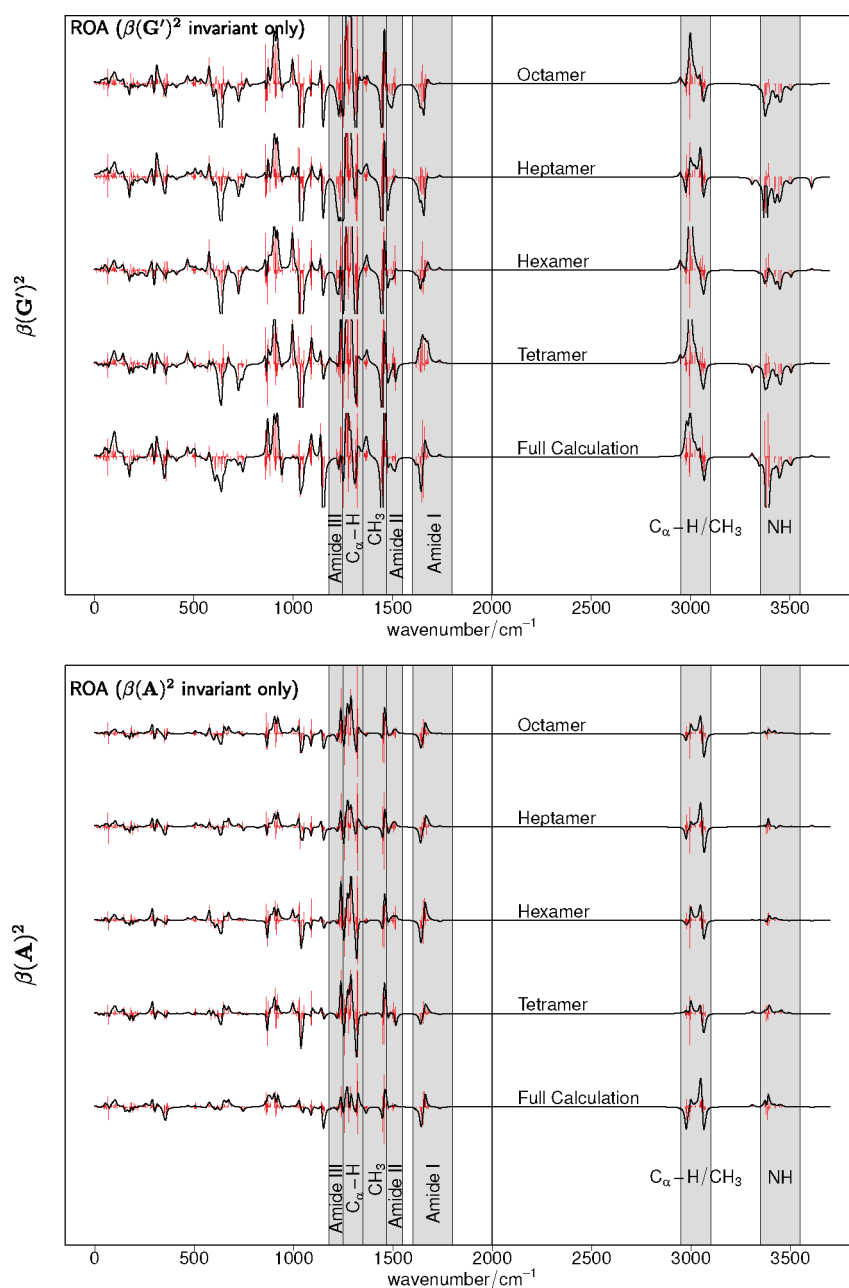 ROA (β(G′)² invariant only)
Octamer
Heptamer
Hexamer
Tetramer
Full Calculation
β(G′)²
Amide III
Cα–H
CH₃
Amide II
Amide I
Cα–H/CH₃
NH
0 500 1000 1500 2000 2500 3000 3500
wavenumber/cm⁻¹
ROA (β(A)² invariant only)
Octamer
Heptamer
Hexamer
Tetramer
Full Calculation
β(A)²
Amide III
Cα–H
CH₃
Amide II
Amide I
Cα–H/CH₃
NH
0 500 1000 1500 2000 2500 3000 3500
wavenumber/cm⁻¹